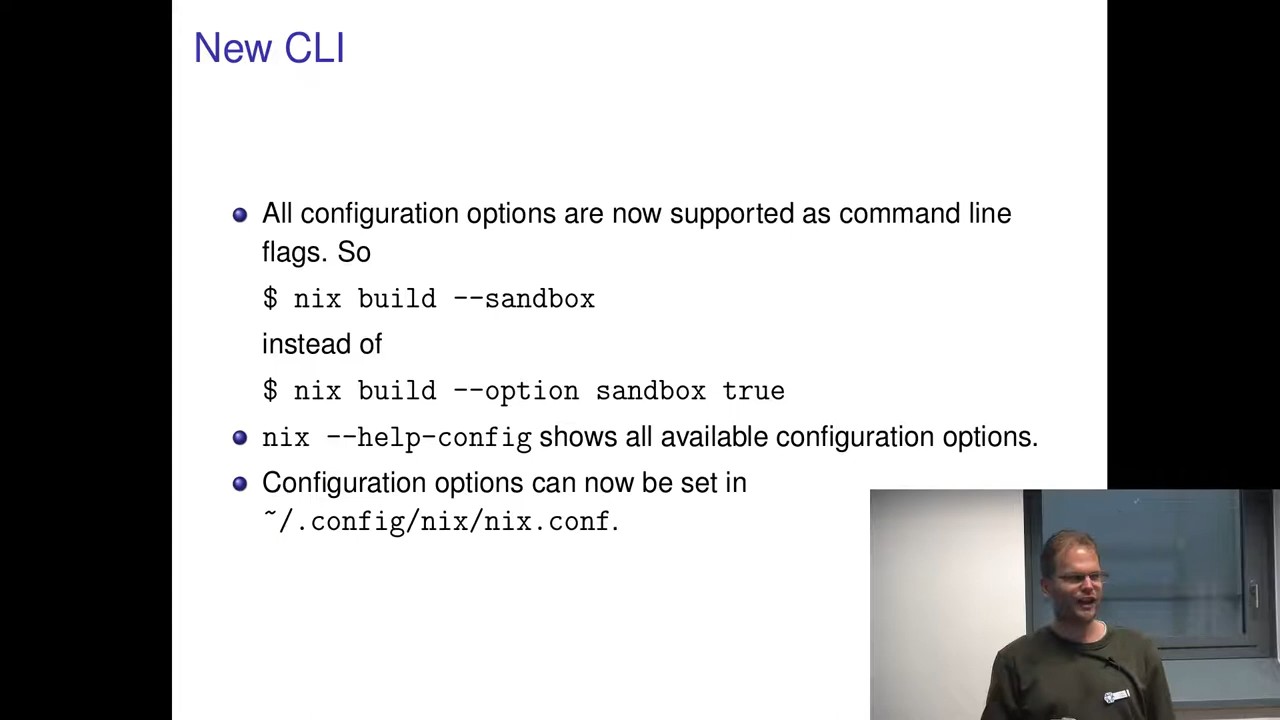 New CLI
All configuration options are now supported as command line
flags. So
$ nix build --sandbox
instead of
$ nix build --option sandbox true
nix --help-config shows all available configuration options.
Configuration options can now be set in
~/.config/nix/nix.conf.